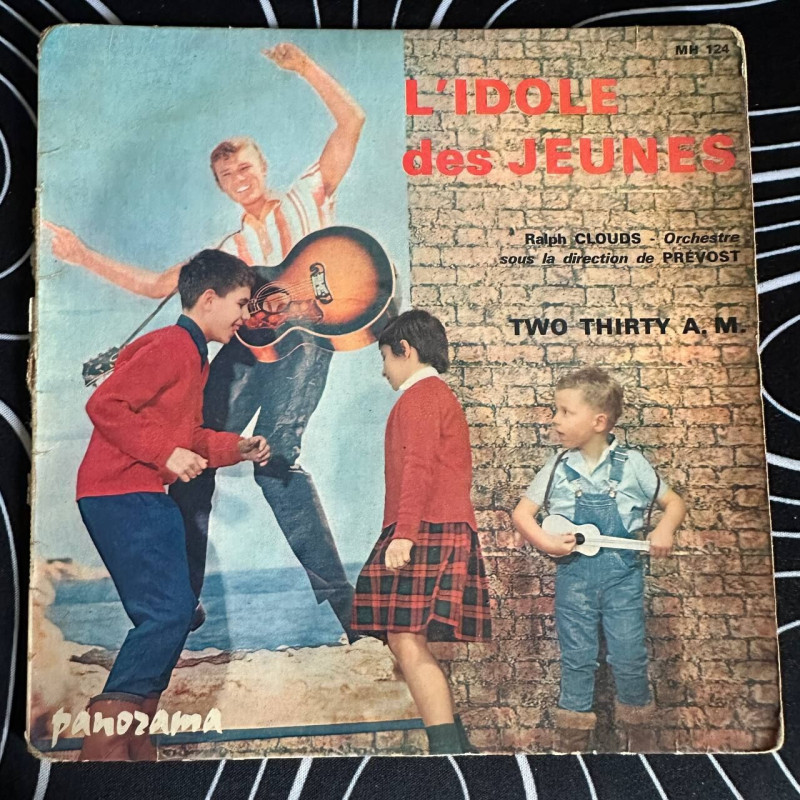 MH 124
L'IDOLE
des JEUNES
Ralph CLOUDS - Orchestre
sous la direction de PRÉVOST
TWO THIRTY A. M.
panorama